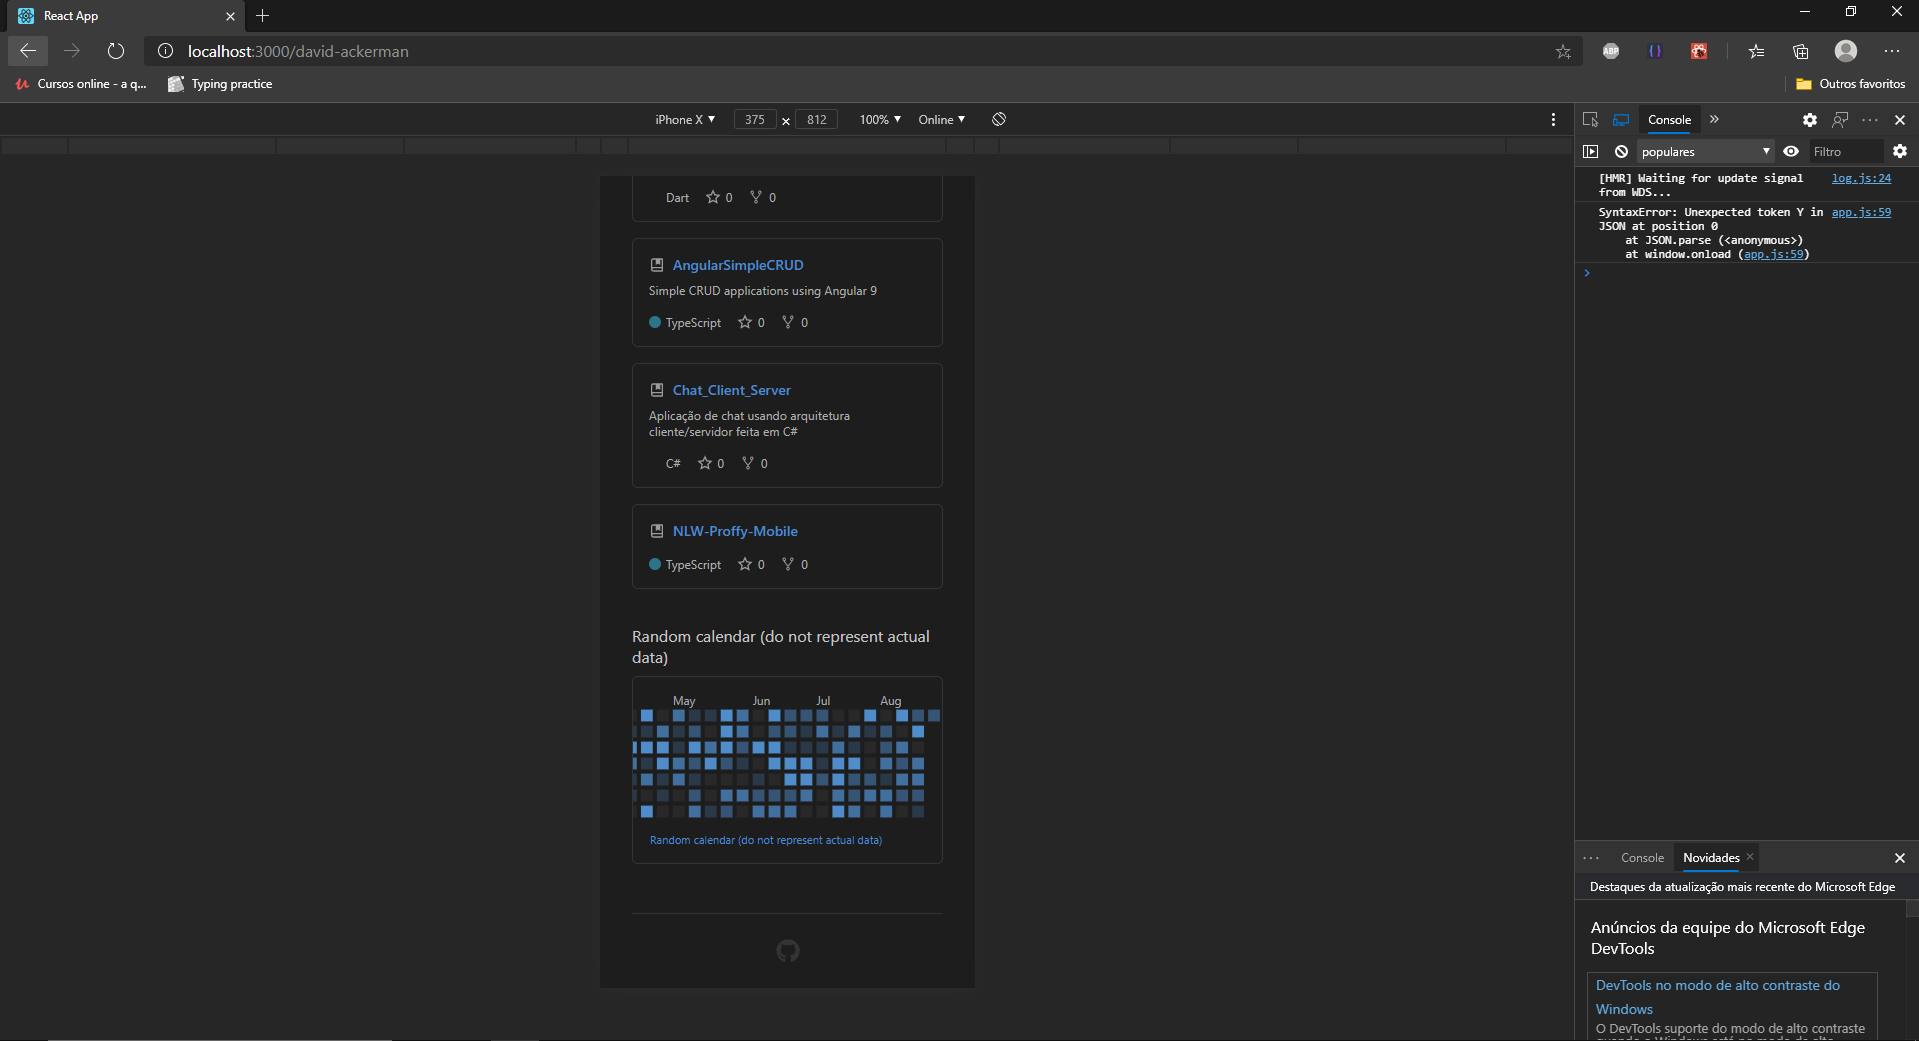 React App
localhost:3000/david-ackerman
ABP
Cursos online - a q...
Typing practice
Outros favoritos
iPhone X
375
812
100%
Online
Console
populares
Filtro
[HMR] Waiting for update signal
from WDS...
log.js:24
SyntaxError: Unexpected token Y in
JSON at position 0
at JSON.parse (<anonymous>)
at window.onload (app.js:59)
app.js:59
Dart 0 0
AngularSimpleCRUD
Simple CRUD applications using Angular 9
TypeScript 0 0
Chat_Client_Server
Aplicação de chat usando arquitetura
cliente/servidor feita em C#
C# 0 0
NLW-Proffy-Mobile
TypeScript 0 0
Random calendar (do not represent actual
data)
May Jun Jul Aug
Random calendar (do not represent actual data)
Console
Novidades
Destaques da atualização mais recente do Microsoft Edge
Anúncios da equipe do Microsoft Edge
DevTools
DevTools no modo de alto contraste do
Windows
O DevTools suporte do modo de alto contraste